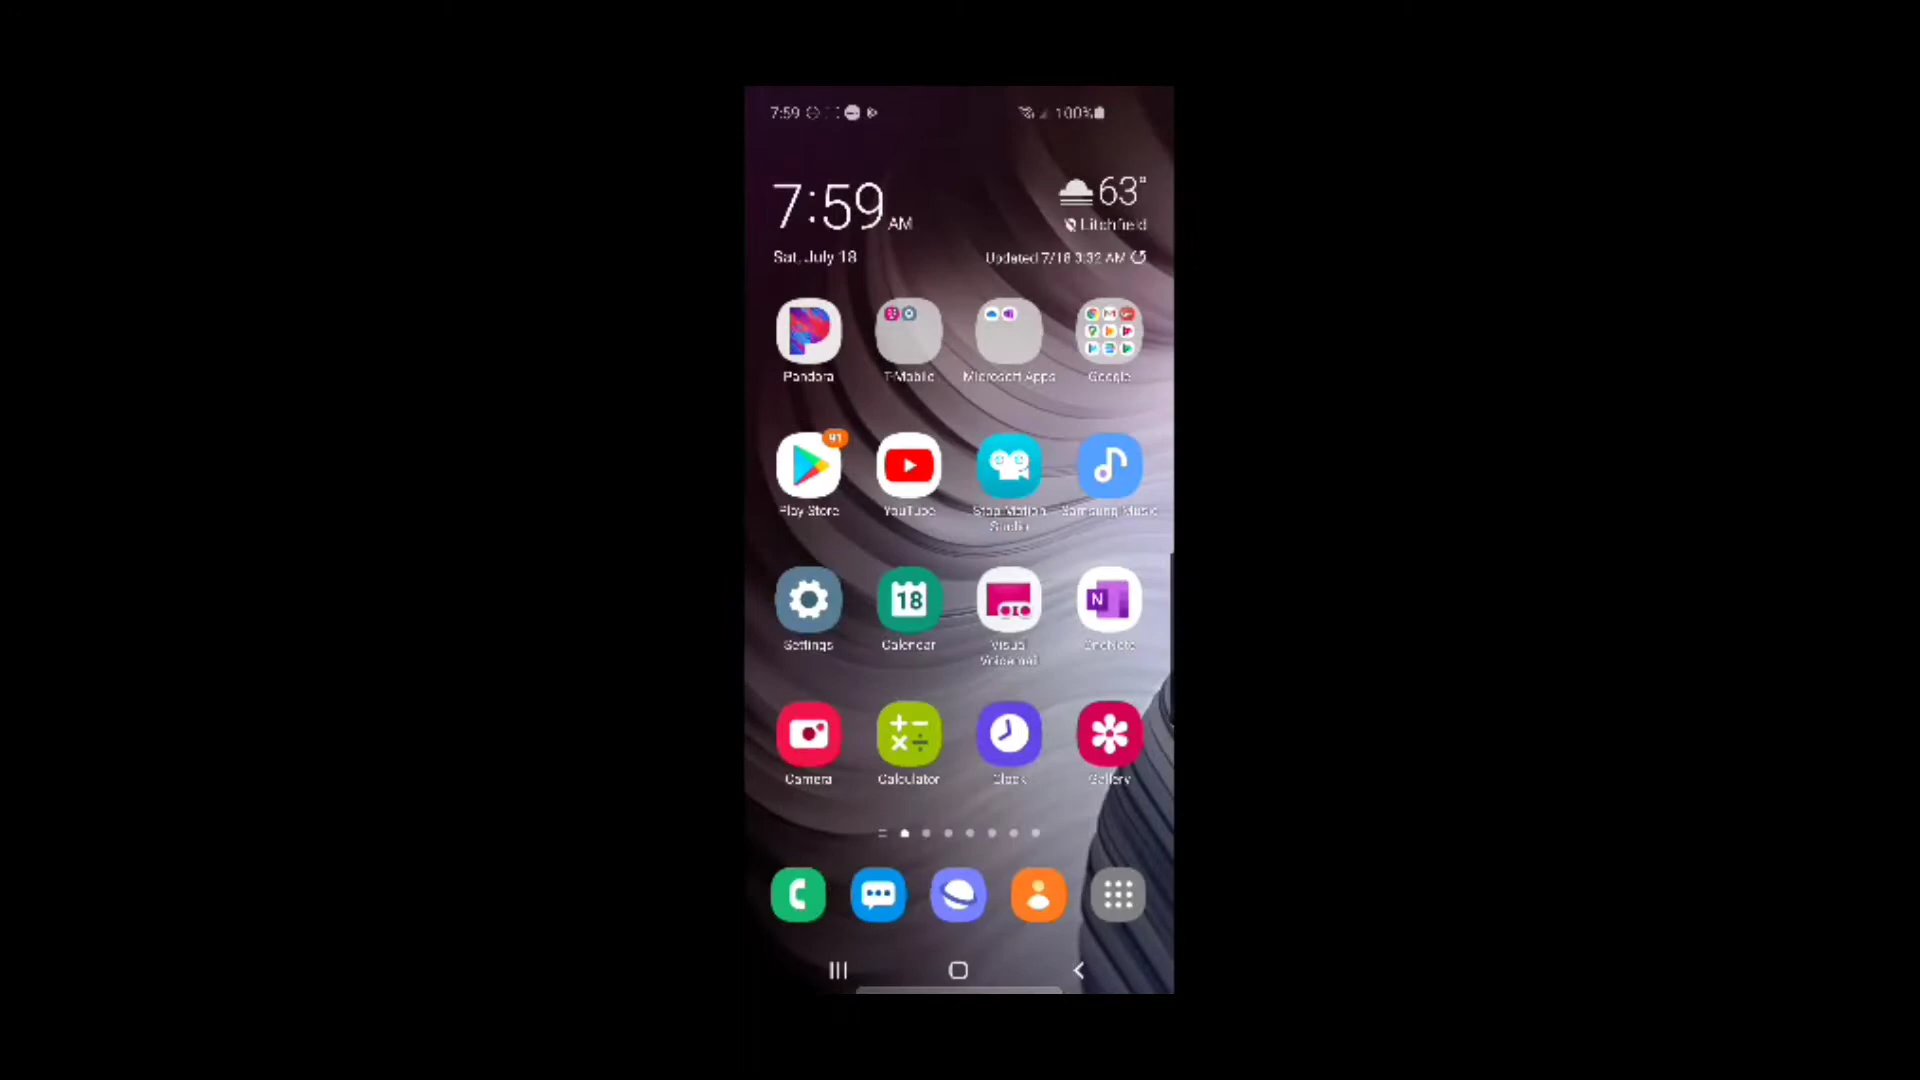 7:59 100%
7:59 AM
63°
Litchfield
Sat, July 18
Updated 7/18 3:32 AM
Pandora
T-Mobile
Microsoft Apps
Google
91
Play Store
YouTube
Stop Motion
Studio
Samsung Music
18
N
Settings
Calendar
Visual
Voicemail
OneNote
Camera
Calculator
Clock
Gallery